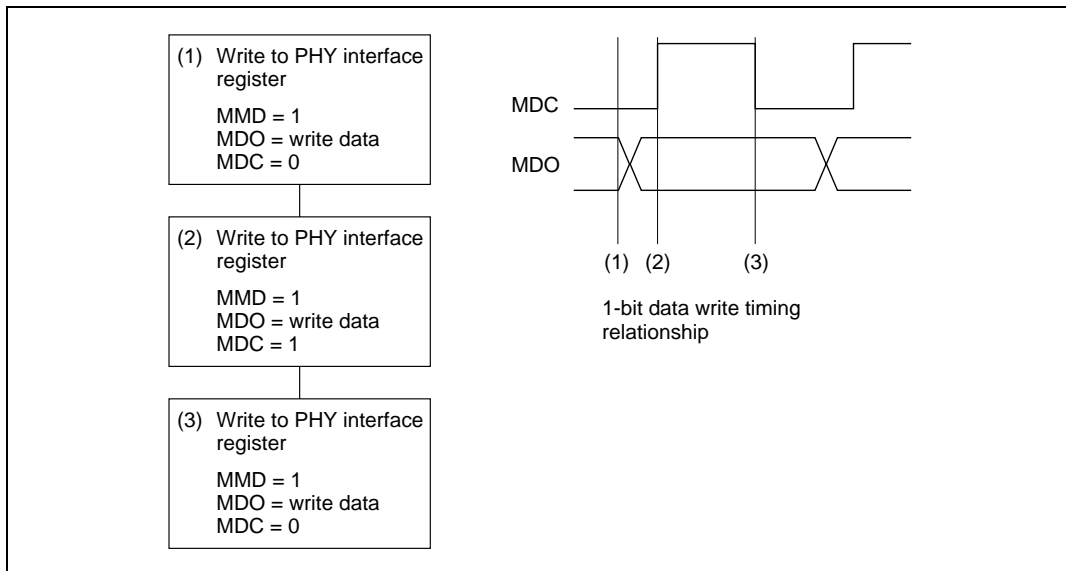 (1) Write to PHY interface
register
MMD = 1
MDO = write data
MDC = 0
(2) Write to PHY interface
register
MMD = 1
MDO = write data
MDC = 1
(3) Write to PHY interface
register
MMD = 1
MDO = write data
MDC = 0
MDC
MDO
(1) (2) (3)
1-bit data write timing
relationship